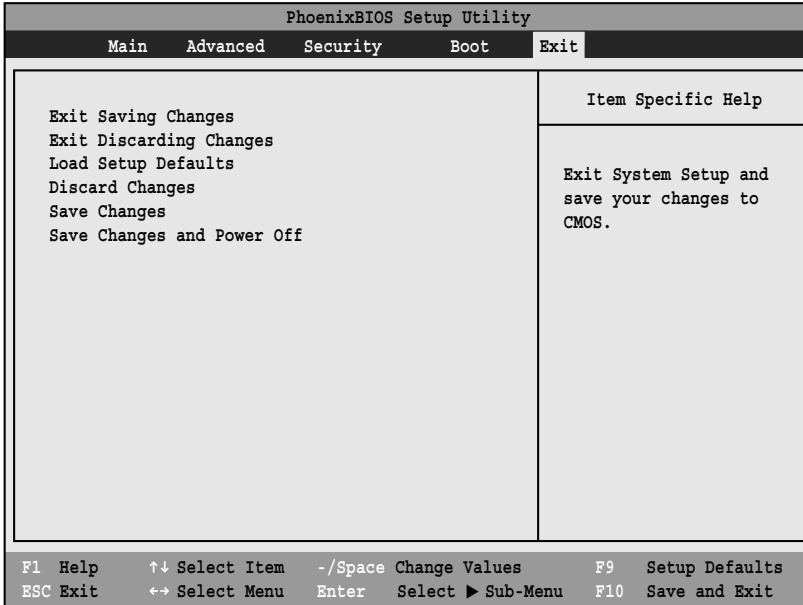 PhoenixBIOS Setup Utility
Main Advanced Security Boot Exit
Exit Saving Changes
Exit Discarding Changes
Load Setup Defaults
Discard Changes
Save Changes
Save Changes and Power Off
Item Specific Help
Exit System Setup and
save your changes to
CMOS.
F1 Help ↑↓ Select Item -/Space Change Values F9 Setup Defaults
ESC Exit ←→ Select Menu Enter Select ▶ Sub-Menu F10 Save and Exit